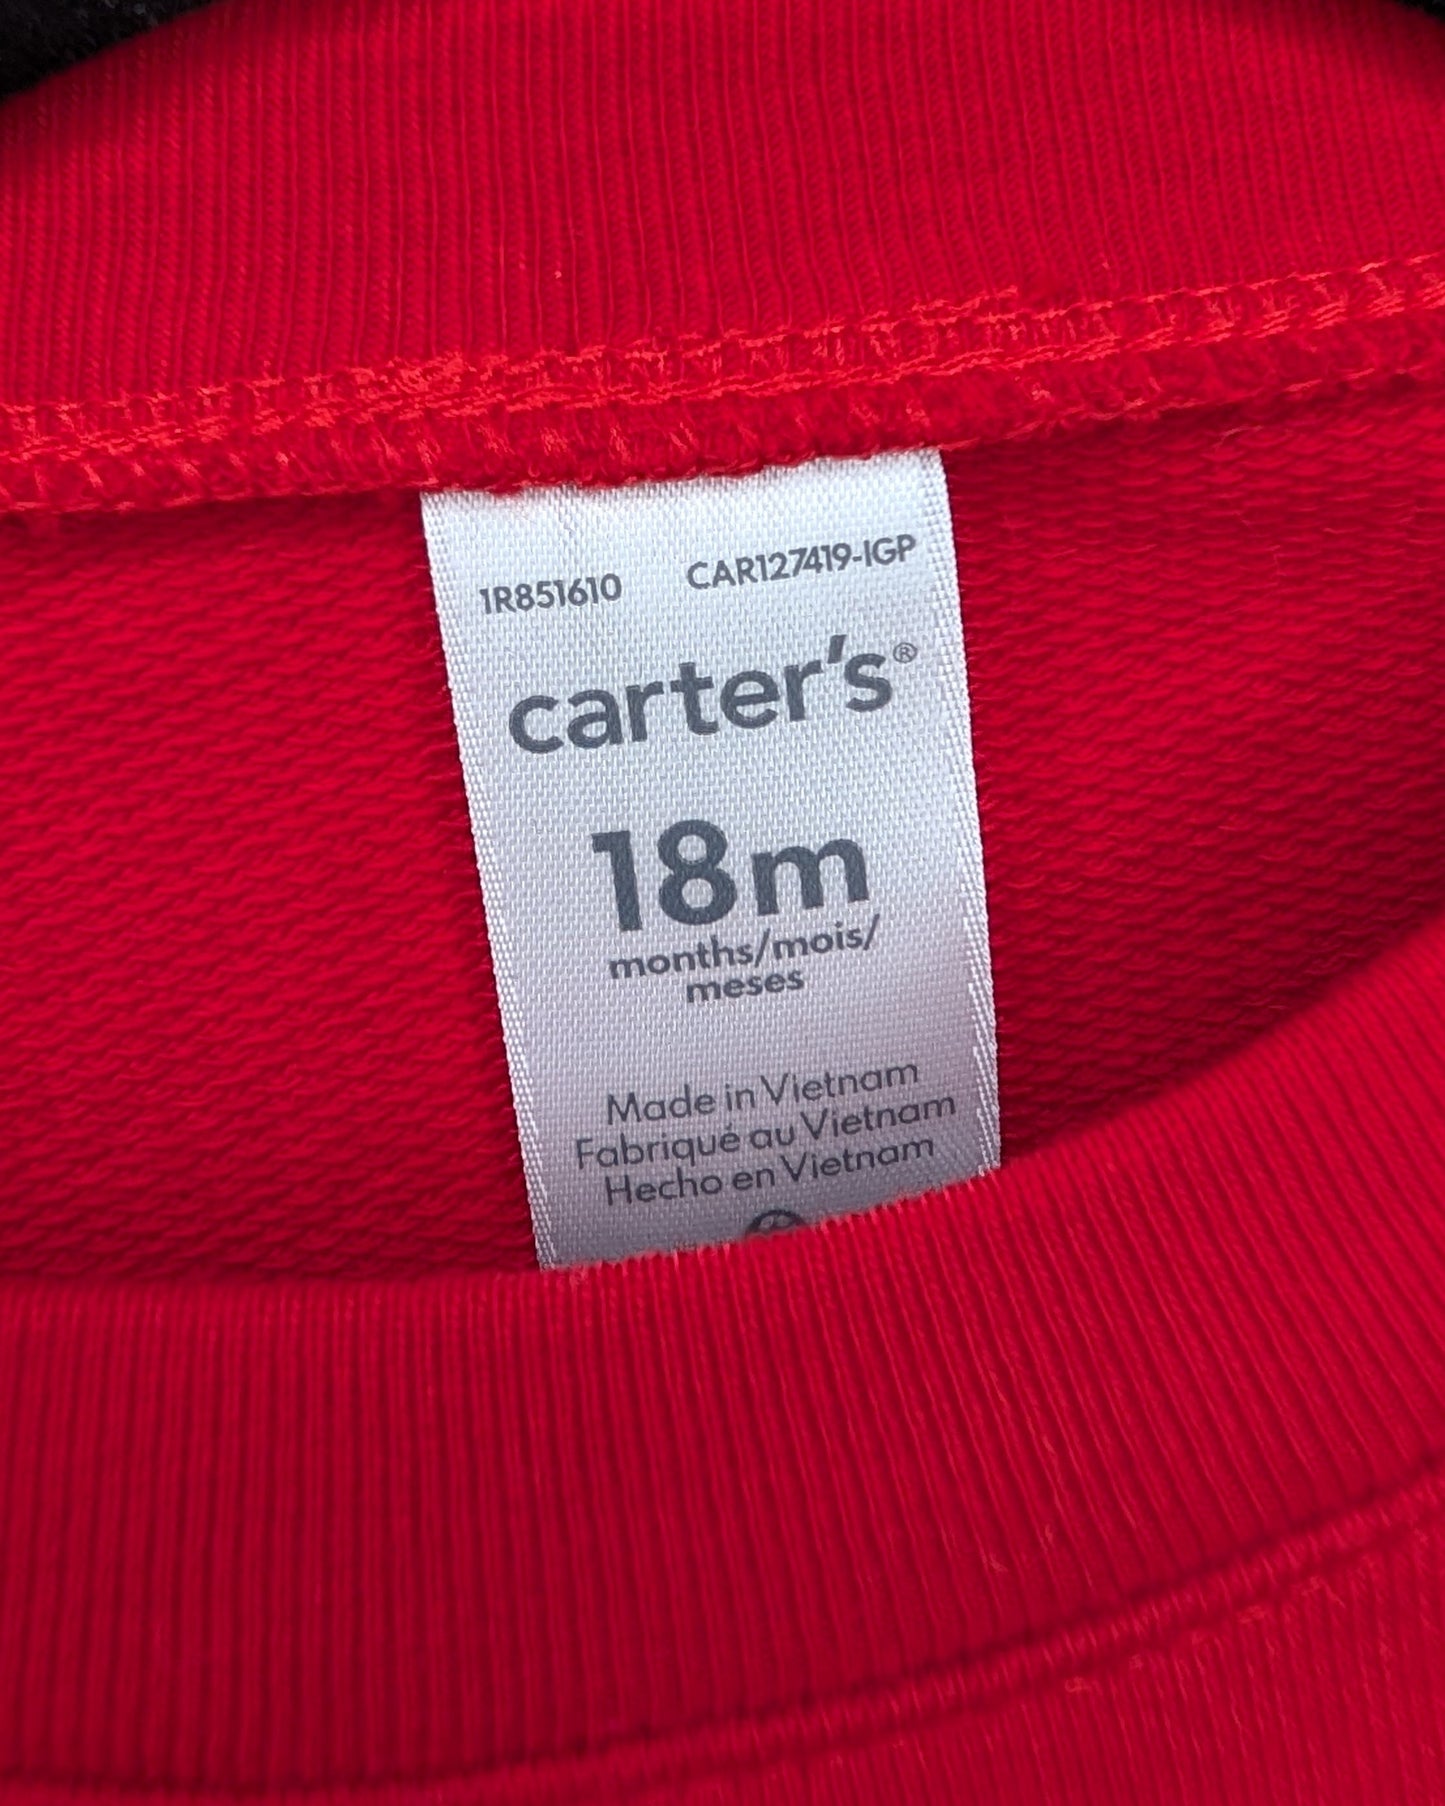 1R851610 CAR127419-IGP
carter's®
18m
months/mois/
meses
Made in Vietnam
Fabriqué au Vietnam
Hecho en Vietnam